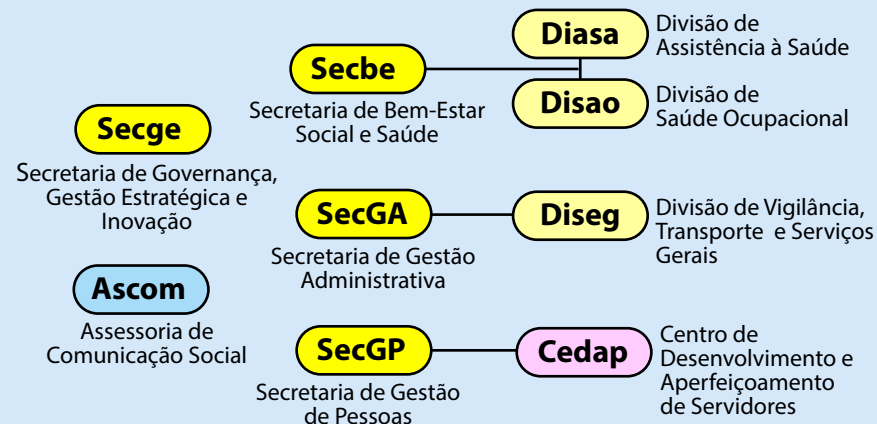 Secge
Secretaria de Governança,
Gestão Estratégica e
Inovação
Ascom
Assessoria de
Comunicação Social
Secbe
Secretaria de Bem-Estar
Social e Saúde
Diasa
Divisão de
Assistência à Saúde
Disao
Divisão de
Saúde Ocupacional
SecGA
Secretaria de Gestão
Administrativa
Diseg
Divisão de Vigilância,
Transporte e Serviços
Gerais
SecGP
Secretaria de Gestão
de Pessoas
Cedap
Centro de
Desenvolvimento e
Aperfeiçoamento
de Servidores